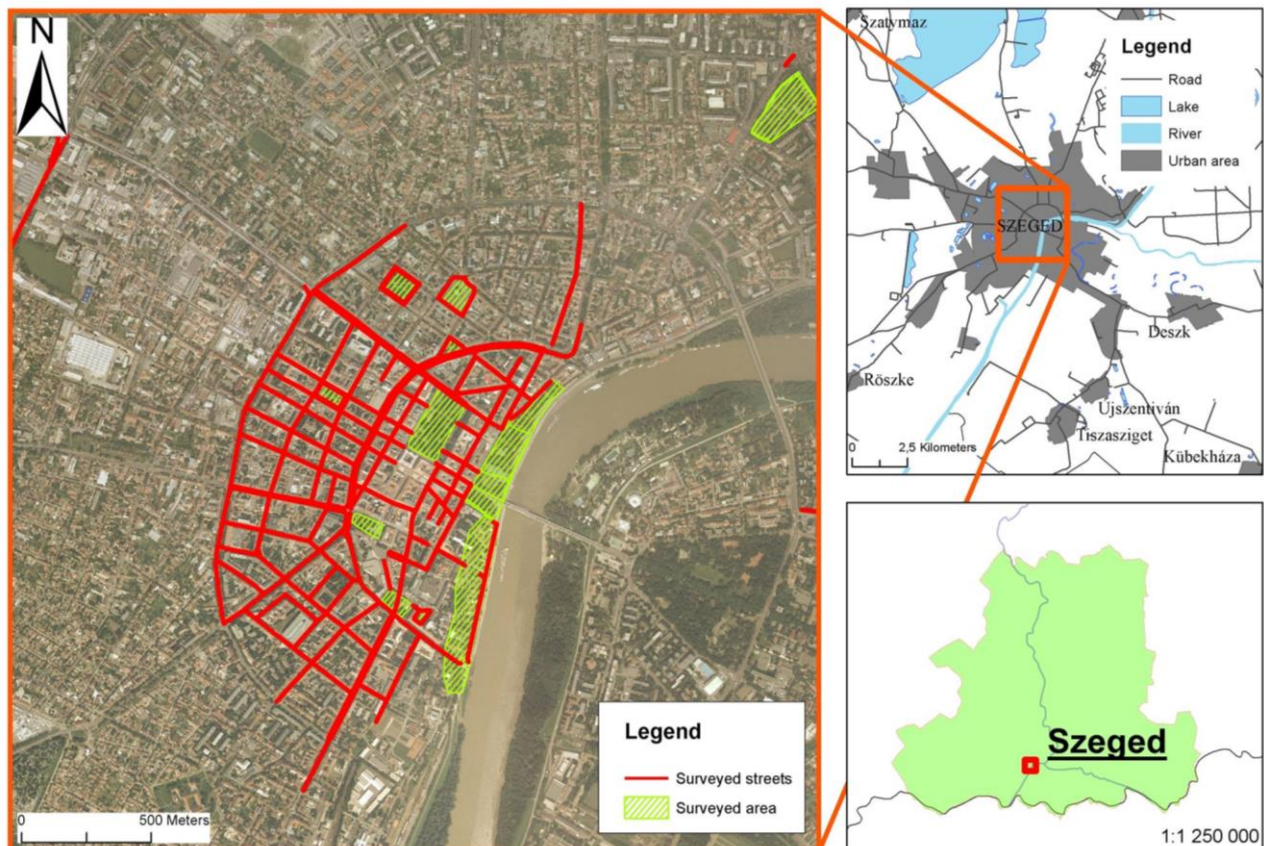 N
Legend
Surveyed streets
Surveyed area
0 500 Meters
Szatymaz
Legend
Road
Lake
River
Urban area
SZEGED
Deszk
Röszke
Újszentiván
Tiszasziget
Kübekháza
0 2,5 Kilometers
Szeged
1:1 250 000